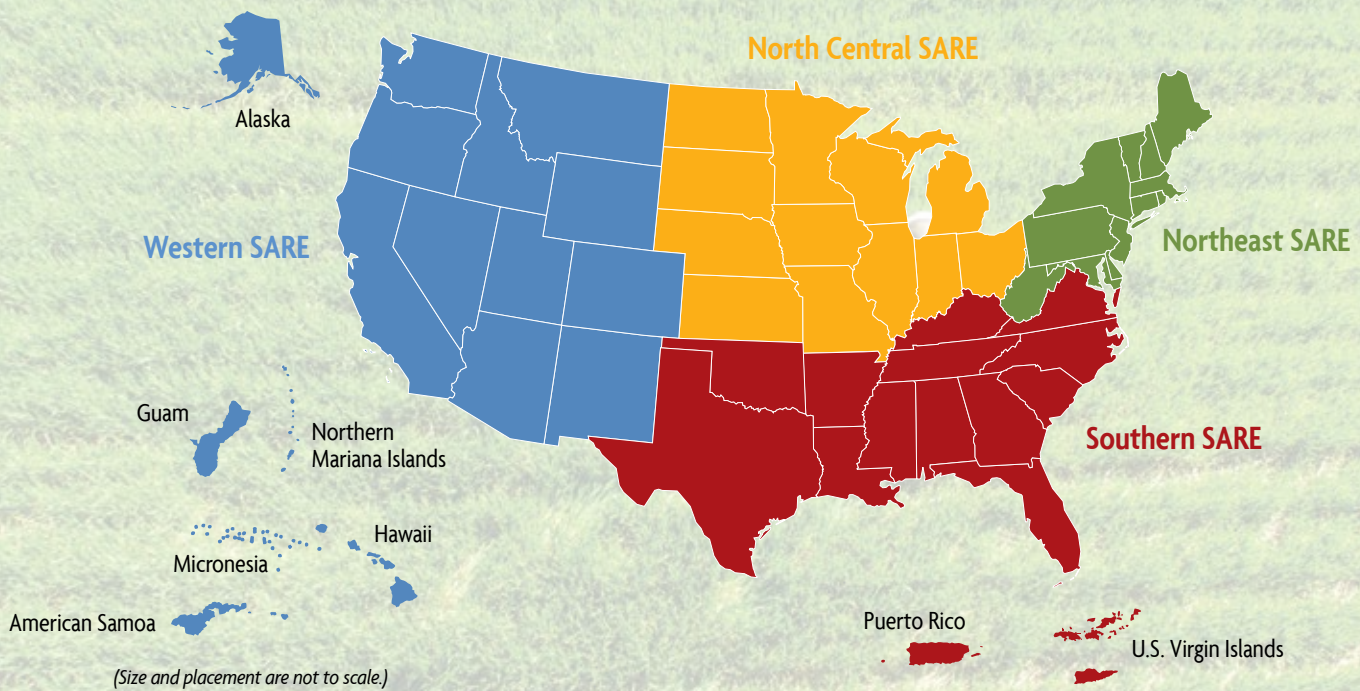 North Central SARE
Alaska
Western SARE
Northeast SARE
Guam
Northern
Mariana Islands
Southern SARE
Hawaii
Micronesia
American Samoa
Puerto Rico
U.S. Virgin Islands
(Size and placement are not to scale.)